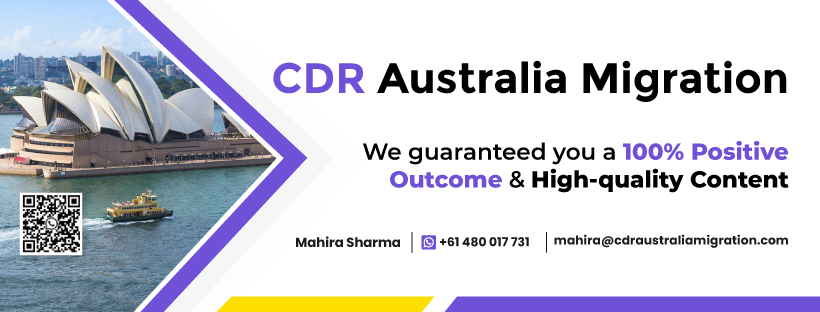 CDR Australia Migration
We guaranteed you a 100% Positive
Outcome & High-quality Content
Mahira Sharma | +61 480 017 731 | mahira@cdraustraliamigration.com